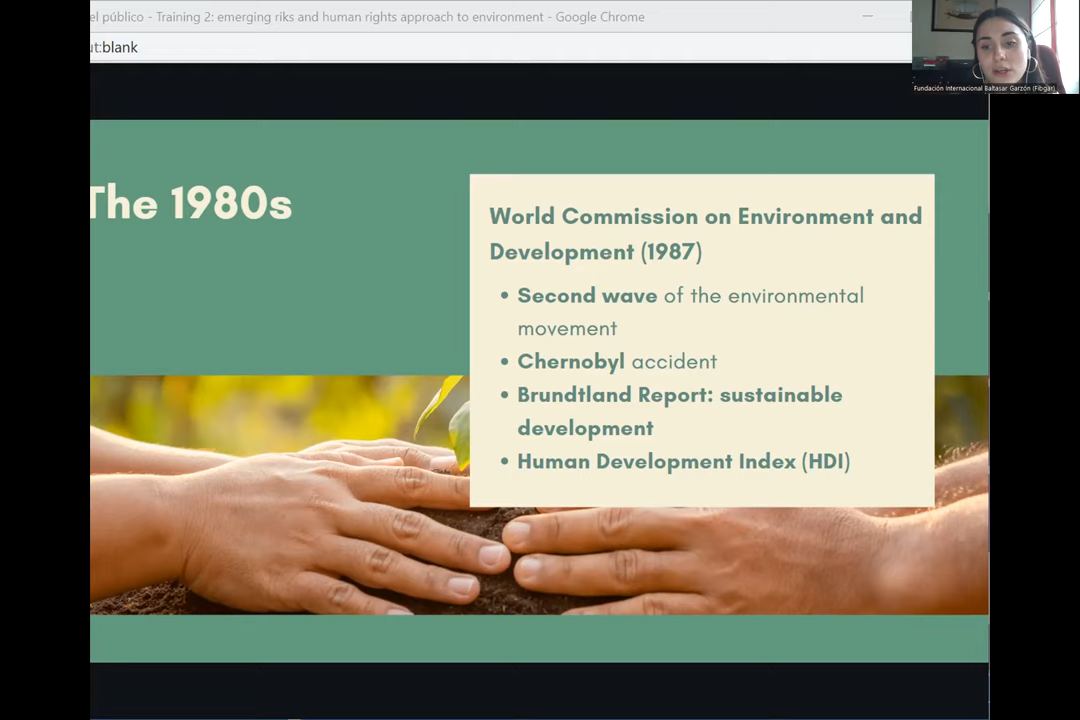 el público - Training 2: emerging riks and human rights approach to environment - Google Chrome
ut:blank
Fundación Internacional Baltasar Garzón (Fibgar)
The 1980s
World Commission on Environment and
Development (1987)
• Second wave of the environmental
movement
• Chernobyl accident
• Brundtland Report: sustainable
development
• Human Development Index (HDI)